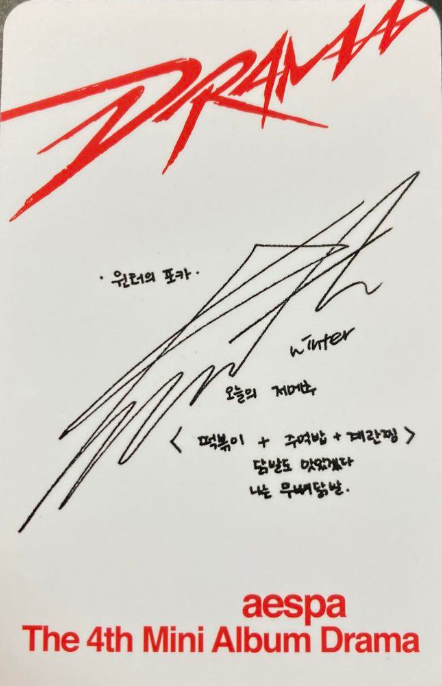 DRAMA
· 윈터의 포카 ·
winter
오늘의 저메추
< 떡볶이 + 주먹밥 + 계란찜 >
닭발도 맛있겠다
나는 무뼈닭발.
aespa
The 4th Mini Album Drama